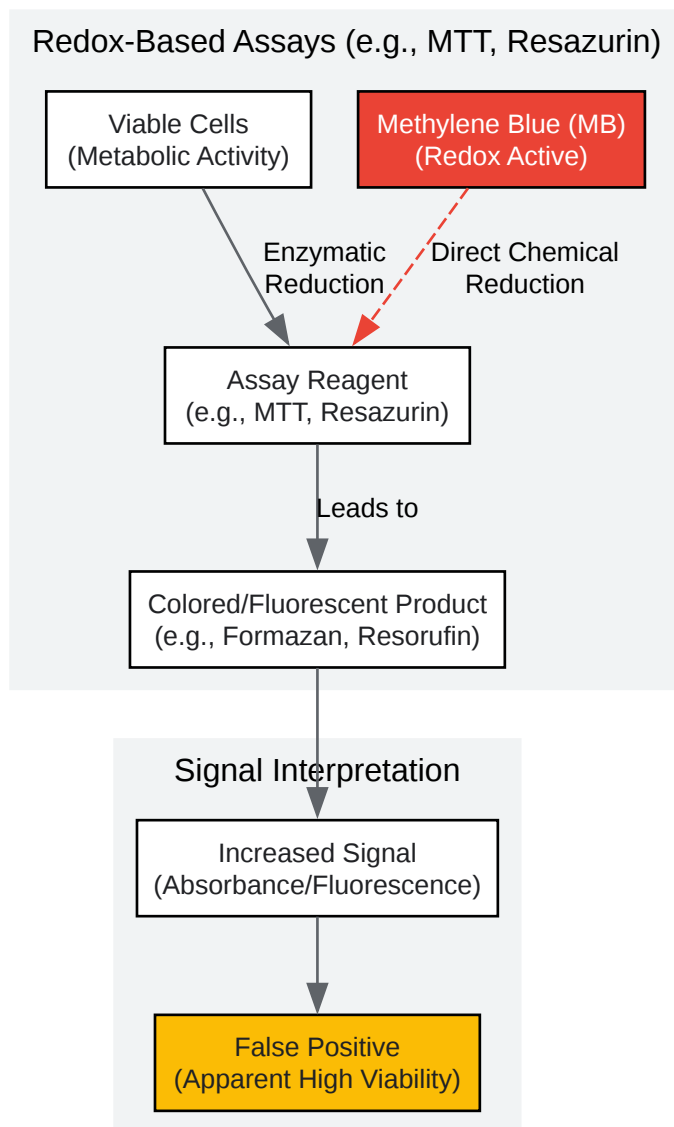 Redox-Based Assays (e.g., MTT, Resazurin)
Viable Cells
(Metabolic Activity)
Methylene Blue (MB)
(Redox Active)
Enzymatic
Reduction
Direct Chemical
Reduction
Assay Reagent
(e.g., MTT, Resazurin)
Leads to
Colored/Fluorescent Product
(e.g., Formazan, Resorufin)
Signal Interpretation
Increased Signal
(Absorbance/Fluorescence)
False Positive
(Apparent High Viability)